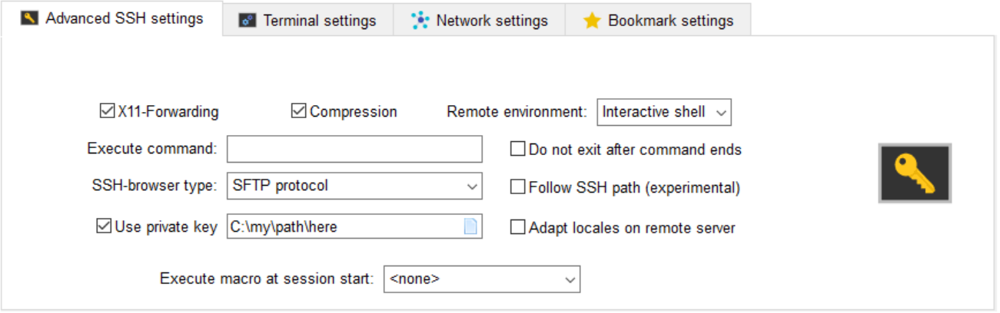 Advanced SSH settings Terminal settings Network settings Bookmark settings
X11-Forwarding Compression Remote environment: Interactive shell
Execute command: Do not exit after command ends
SSH-browser type: SFTP protocol Follow SSH path (experimental)
Use private key C:\my\path\here Adapt locales on remote server
Execute macro at session start: <none>